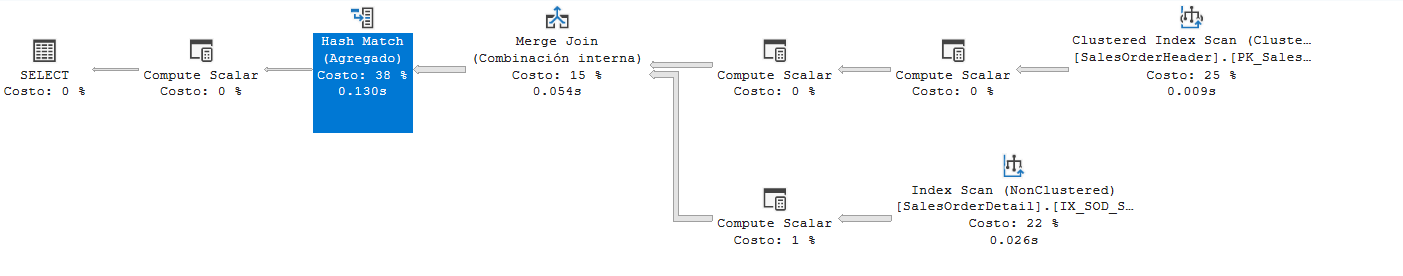 SELECT
Costo: 0 %
Compute Scalar
Costo: 0 %
Hash Match
(Agregado)
Costo: 38 %
0.130s
Merge Join
(Combinación interna)
Costo: 15 %
0.054s
Compute Scalar
Costo: 0 %
Compute Scalar
Costo: 0 %
Clustered Index Scan (Cluste…
[SalesOrderHeader].[PK_Sales…
Costo: 25 %
0.009s
Compute Scalar
Costo: 1 %
Index Scan (NonClustered)
[SalesOrderDetail].[IX_SOD_S…
Costo: 22 %
0.026s